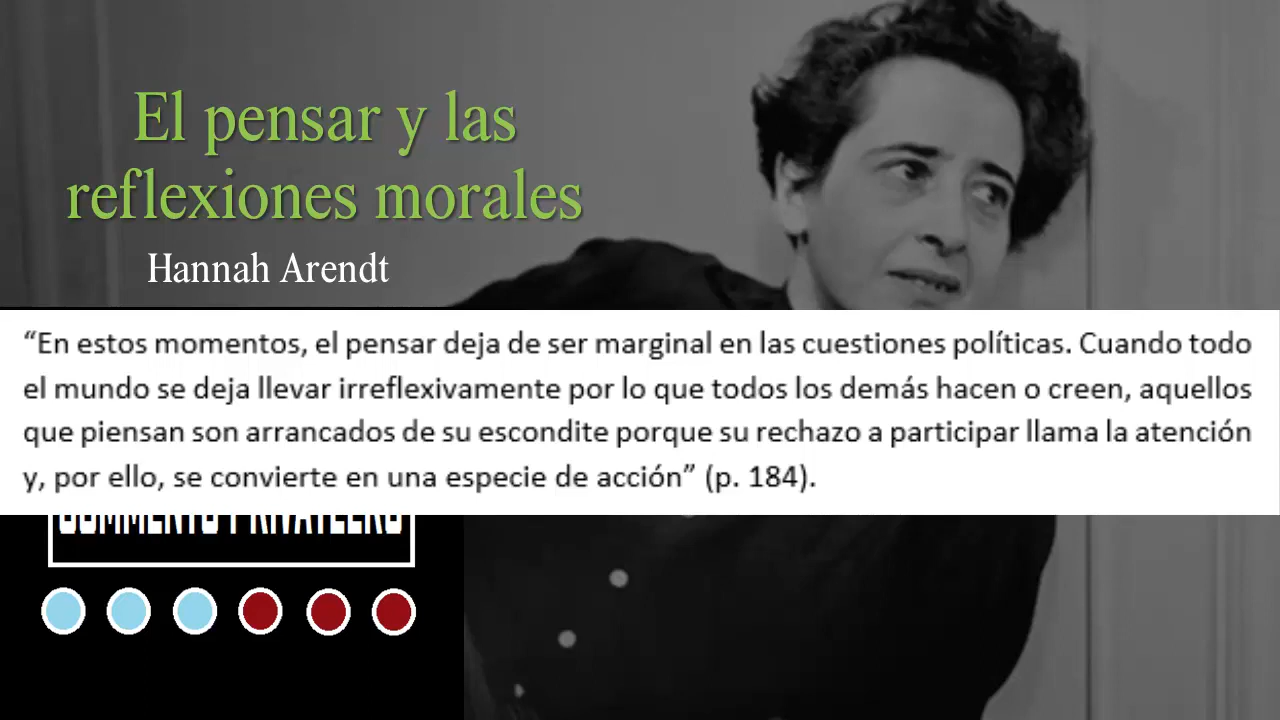 El pensar y las
reflexiones morales
Hannah Arendt
“En estos momentos, el pensar deja de ser marginal en las cuestiones políticas. Cuando todo
el mundo se deja llevar irreflexivamente por lo que todos los demás hacen o creen, aquellos
que piensan son arrancados de su escondite porque su rechazo a participar llama la atención
y, por ello, se convierte en una especie de acción” (p. 184).